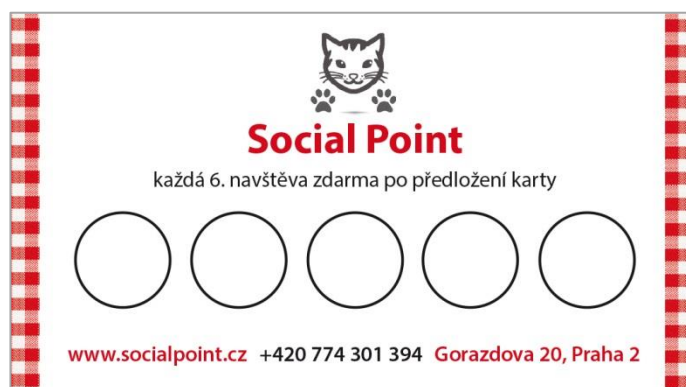 Social Point
každá 6. navštěva zdarma po předložení karty
www.socialpoint.cz +420 774 301 394 Gorazdova 20, Praha 2